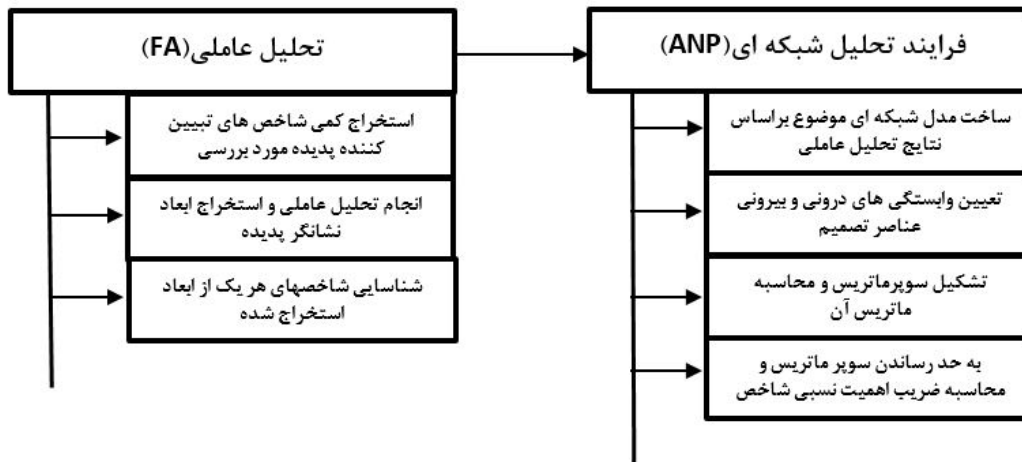 تحلیل عاملی(FA)
استخراج کمی شاخص های تبیین
کننده پدیده مورد بررسی
انجام تحلیل عاملی و استخراج ابعاد
نشانگر پدیده
شناسایی شاخصهای هر یک از ابعاد
استخراج شده
فرایند تحلیل شبکه ای(ANP)
ساخت مدل شبکه ای موضوع براساس
نتایج تحلیل عاملی
تعیین وابستگی های درونی و بیرونی
عناصر تصمیم
تشکیل سوپرماتریس و محاسبه
ماتریس آن
به حد رساندن سوپر ماتریس و
محاسبه ضریب اهمیت نسبی شاخص